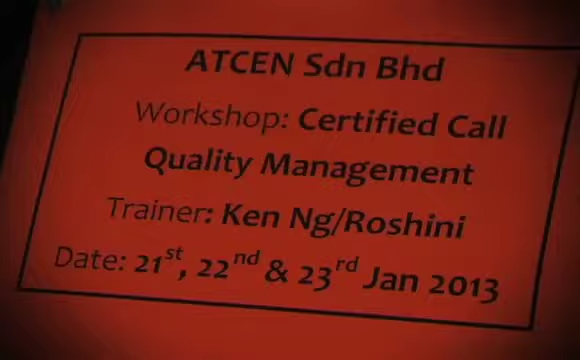 ATCEN Sdn Bhd
Workshop: Certified Call
Quality Management
Trainer: Ken Ng/Roshini
Date: 21st, 22nd & 23rd Jan 2013